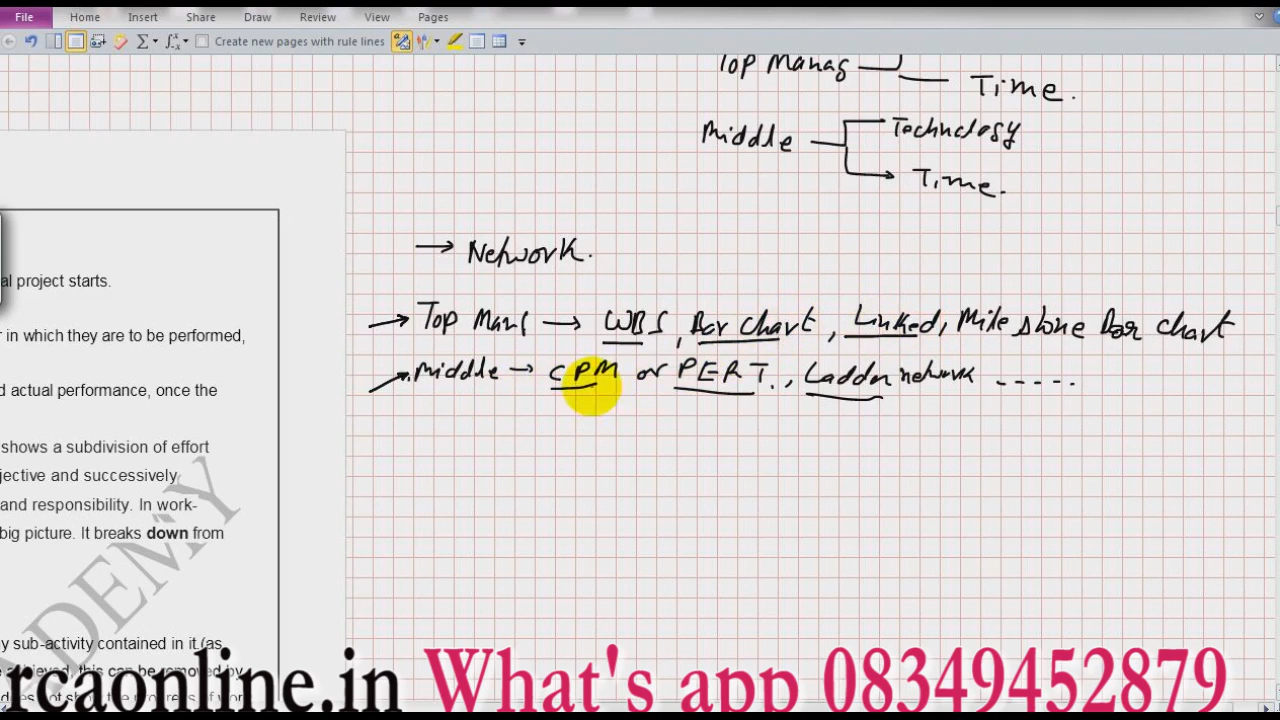 File Home Insert Share Draw Review View Pages
Create new pages with rule lines
Top Manag
Time.
Middle Technology
Time.
al project starts.
Network.
r in which they are to be performed,
Top Mang → WBS, Bar chart, Linked, Mile stone Bar chart
Middle → CPM or PERT., Ladder network -----
d actual performance, once the
shows a subdivision of effort
jective and successively
and responsibility. In work-
big picture. It breaks down from
ADEMY
y sub-activity contained in it (as
rcaonline.in What's app 08349452879